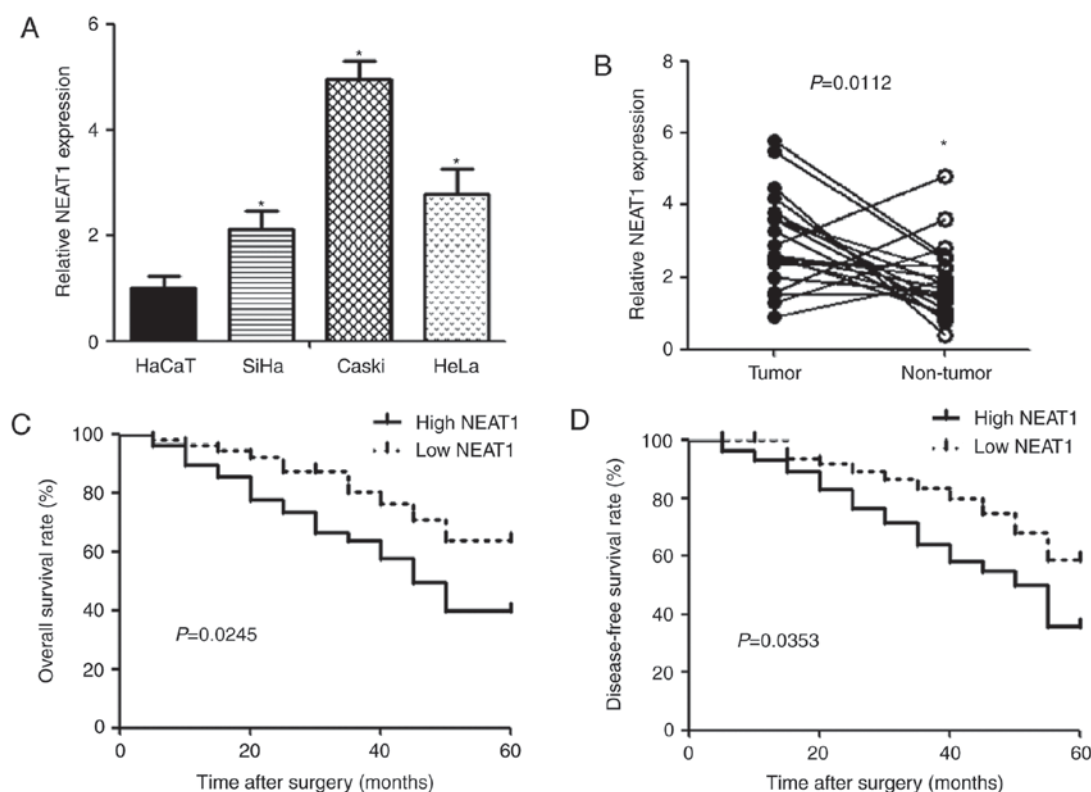 A
6
4
2
0
Relative NEAT1 expression
*
*
*
HaCaT SiHa Caski HeLa
B
8
6
4
2
0
Relative NEAT1 expression
P=0.0112
*
Tumor Non-tumor
C
High NEAT1
Low NEAT1
100
80
60
40
20
0
Overall survival rate (%)
P=0.0245
0 20 40 60
Time after surgery (months)
D
High NEAT1
Low NEAT1
100
80
60
40
20
0
Disease-free survival rate (%)
P=0.0353
0 20 40 60
Time after surgery (months)